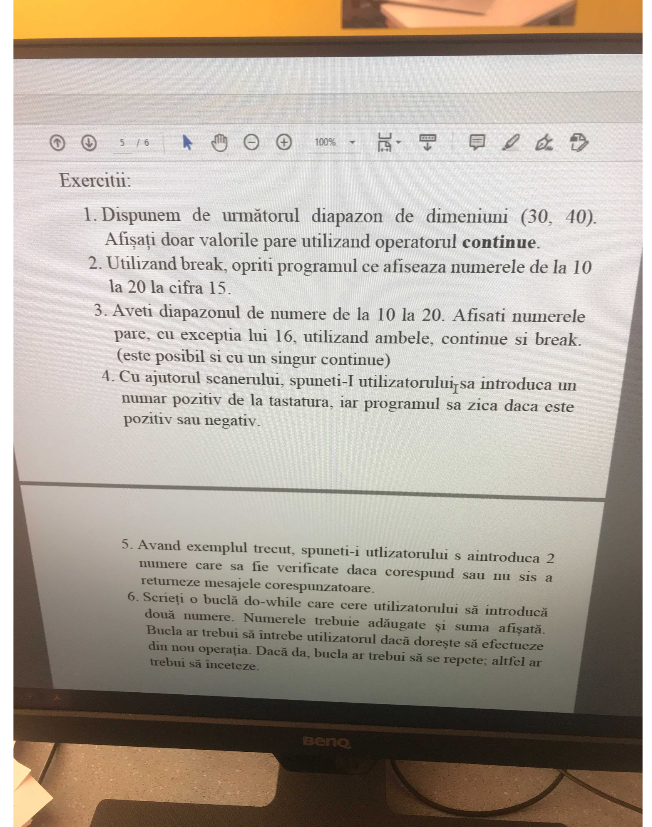 5 / 6
100%
Exercitii:
1. Dispunem de următorul diapazon de dimeniuni (30, 40).
Afișați doar valorile pare utilizand operatorul continue.
2. Utilizand break, opriti programul ce afiseaza numerele de la 10
la 20 la cifra 15.
3. Aveti diapazonul de numere de la 10 la 20. Afisati numerele
pare, cu exceptia lui 16, utilizand ambele, continue si break.
(este posibil si cu un singur continue)
4. Cu ajutorul scanerului, spuneti-I utilizatorului sa introduca un
numar pozitiv de la tastatura, iar programul sa zica daca este
pozitiv sau negativ.
5. Avand exemplul trecut, spuneti-i utlizatorului s aintroduca 2
numere care sa fie verificate daca corespund sau nu sis a
returneze mesajele corespunzatoare.
6. Scrieți o buclă do-while care cere utilizatorului să introducă
două numere. Numerele trebuie adăugate și suma afișată.
Bucla ar trebui să întrebe utilizatorul dacă dorește să efectueze
din nou operația. Dacă da, bucla ar trebui să se repete; altfel ar
trebui să înceteze.
BenQ